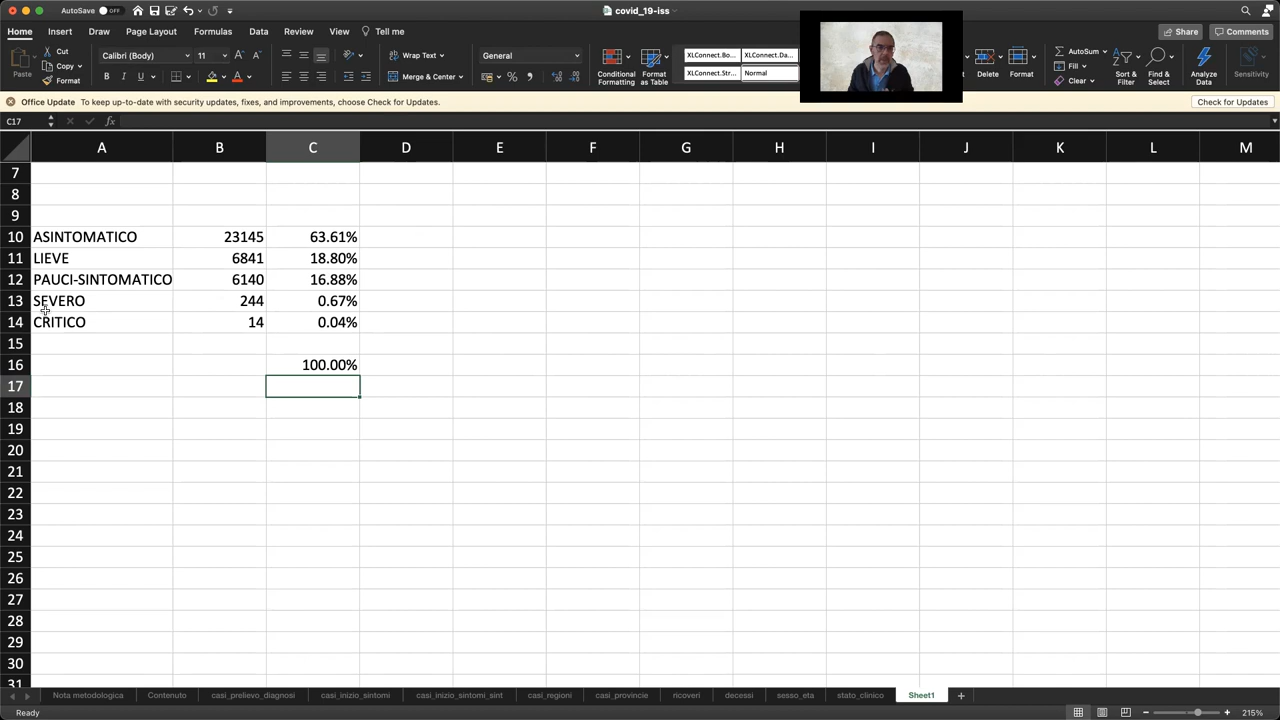 AutoSave OFF covid_19-iss
Home Insert Draw Page Layout Formulas Data Review View Tell me Share Comments
Paste Cut Copy Format
Calibri (Body) 11
Wrap Text
Merge & Center
General
Conditional Formatting
Format as Table
XLConnect.Bo... XLConnect.Da...
XLConnect.Str... Normal
Delete Format
AutoSum
Fill
Clear
Sort & Filter
Find & Select
Analyze Data
Sensitivity
Office Update To keep up-to-date with security updates, fixes, and improvements, choose Check for Updates. Check for Updates
C17 fx
A B C D E F G H I J K L M
7
8
9
10 ASINTOMATICO 23145 63.61%
11 LIEVE 6841 18.80%
12 PAUCI-SINTOMATICO 6140 16.88%
13 SEVERO 244 0.67%
14 CRITICO 14 0.04%
15
16 100.00%
17
18
19
20
21
22
23
24
25
26
27
28
29
30
31
Nota metodologica Contenuto casi_prelievo_diagnosi casi_inizio_sintomi casi_inizio_sintomi_sint casi_regioni casi_provincie ricoveri decessi sesso_eta stato_clinico Sheet1
Ready 215%